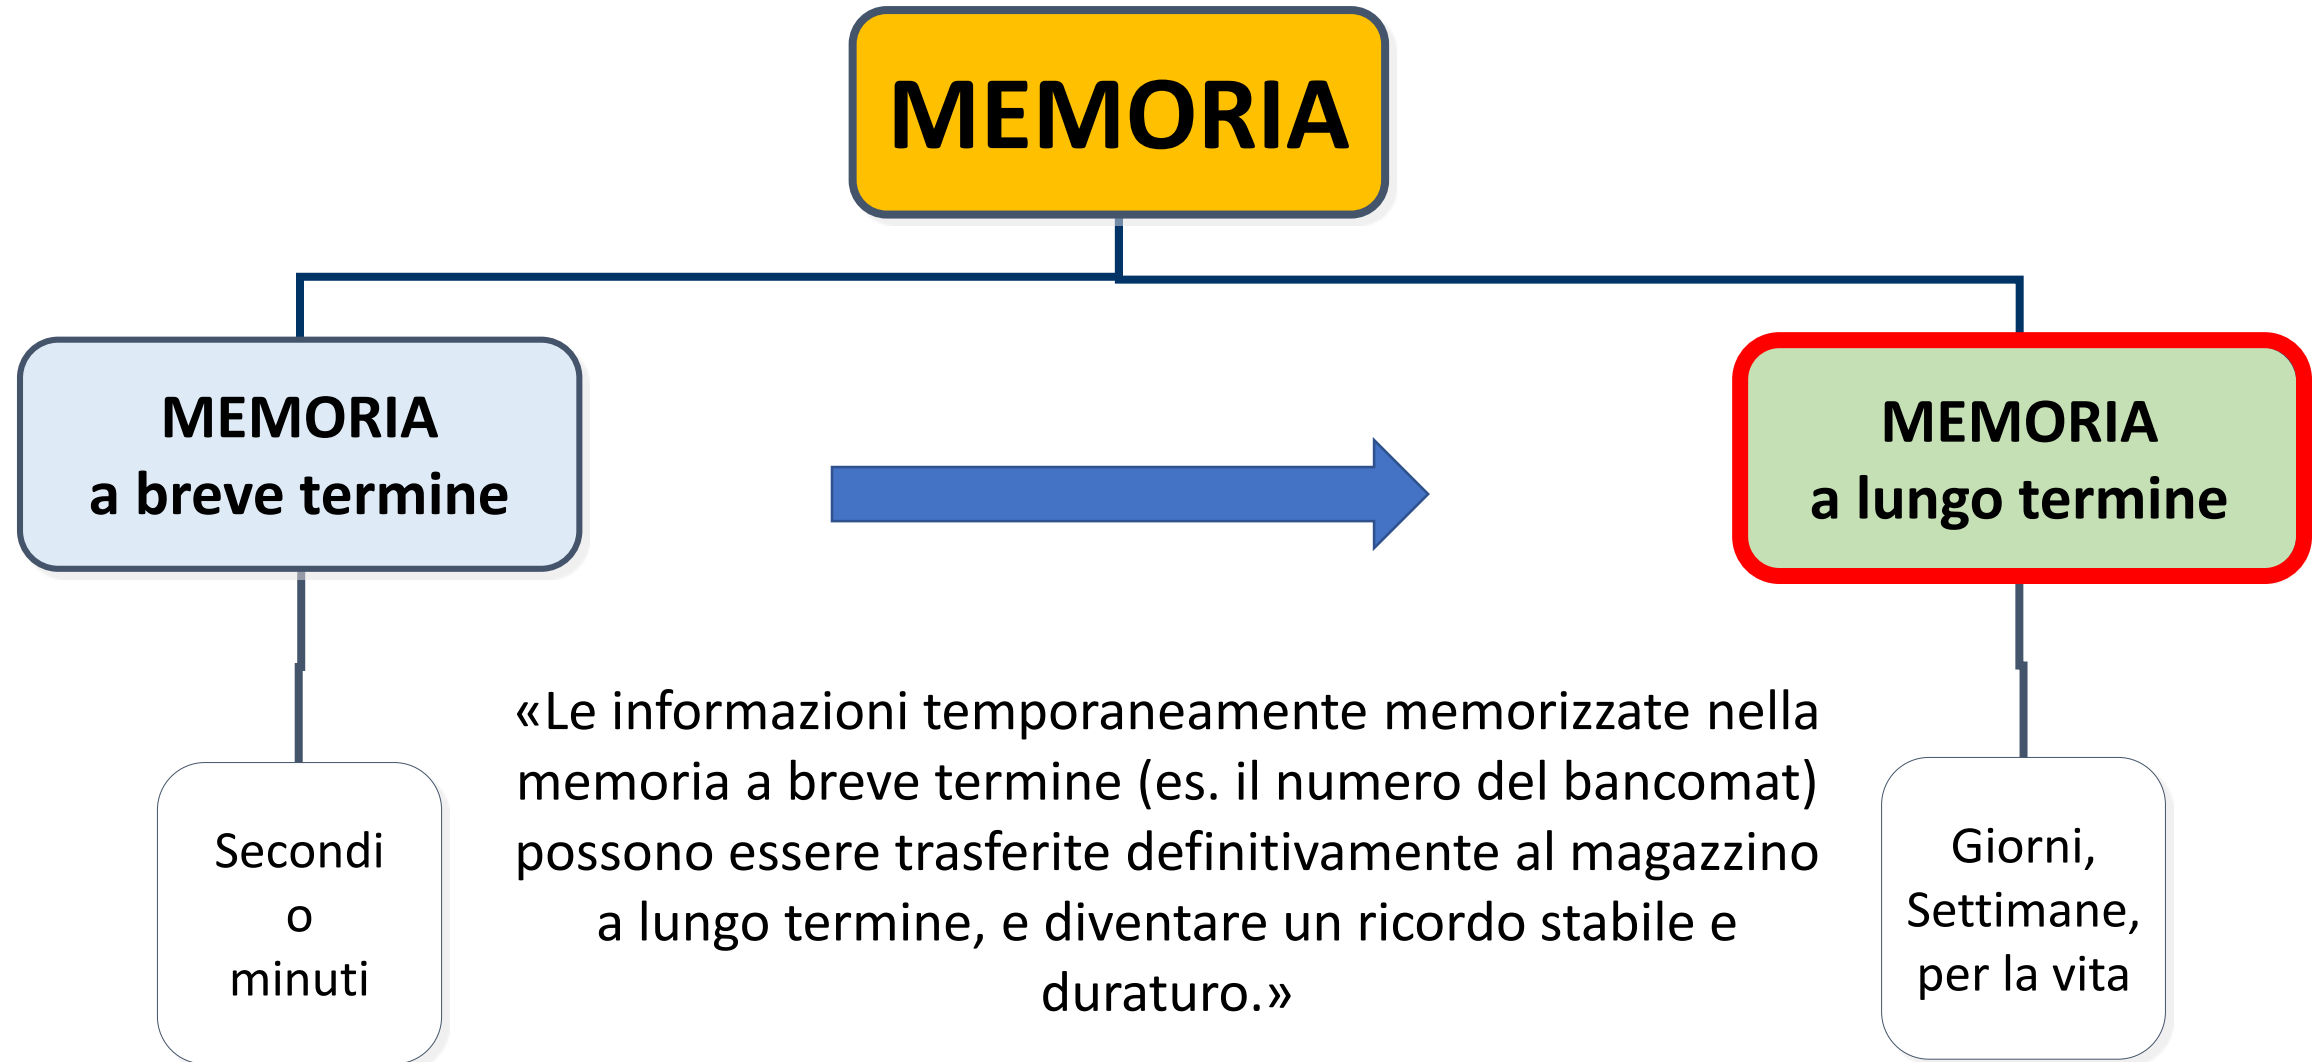 MEMORIA
MEMORIA
a breve termine
MEMORIA
a lungo termine
«Le informazioni temporaneamente memorizzate nella
memoria a breve termine (es. il numero del bancomat)
possono essere trasferite definitivamente al magazzino
a lungo termine, e diventare un ricordo stabile e
duraturo.»
Secondi
o
minuti
Giorni,
Settimane,
per la vita